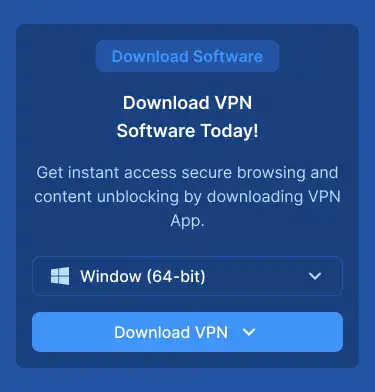 Download Software
Download VPN
Software Today!
Get instant access secure browsing and
content unblocking by downloading VPN
App.
Window (64-bit)
Download VPN